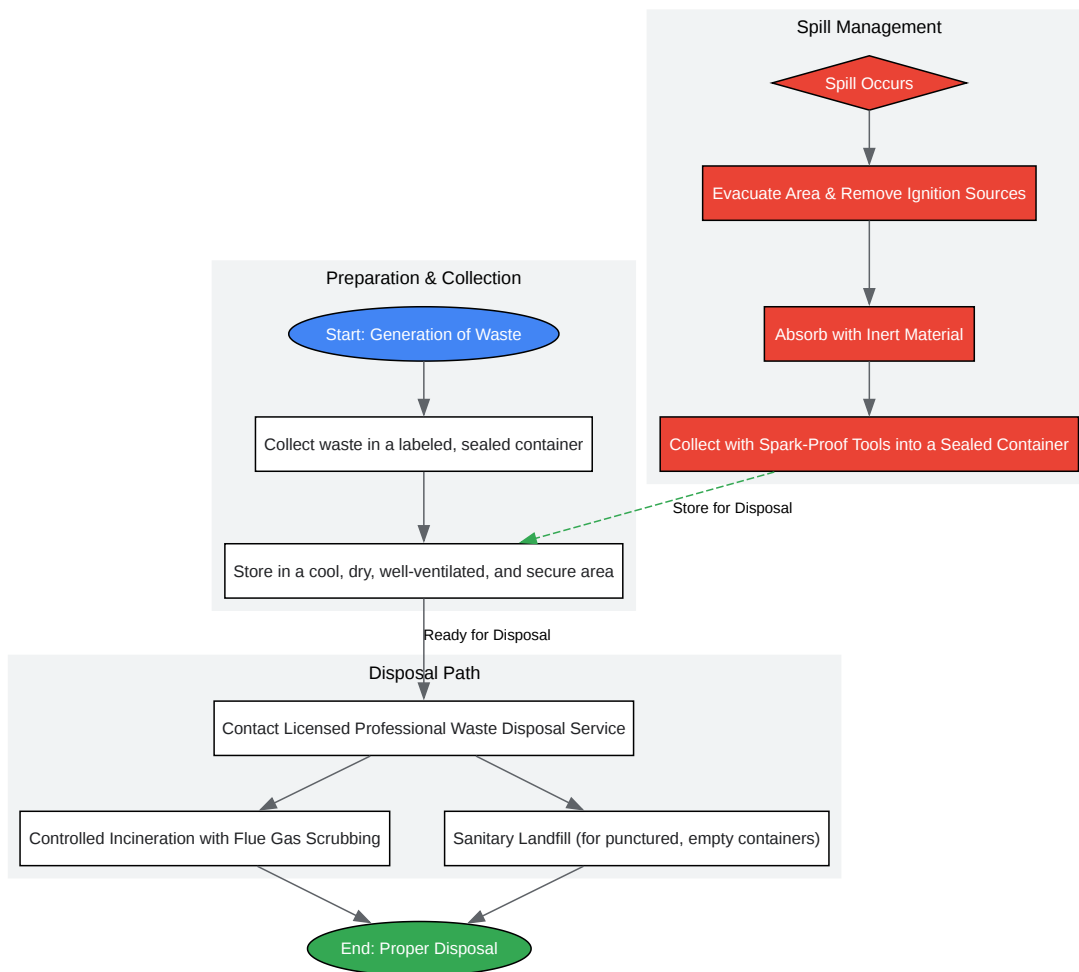 Spill Management
Spill Occurs
Evacuate Area & Remove Ignition Sources
Absorb with Inert Material
Collect with Spark-Proof Tools into a Sealed Container
Store for Disposal
Preparation & Collection
Start: Generation of Waste
Collect waste in a labeled, sealed container
Store in a cool, dry, well-ventilated, and secure area
Ready for Disposal
Disposal Path
Contact Licensed Professional Waste Disposal Service
Controlled Incineration with Flue Gas Scrubbing
Sanitary Landfill (for punctured, empty containers)
End: Proper Disposal